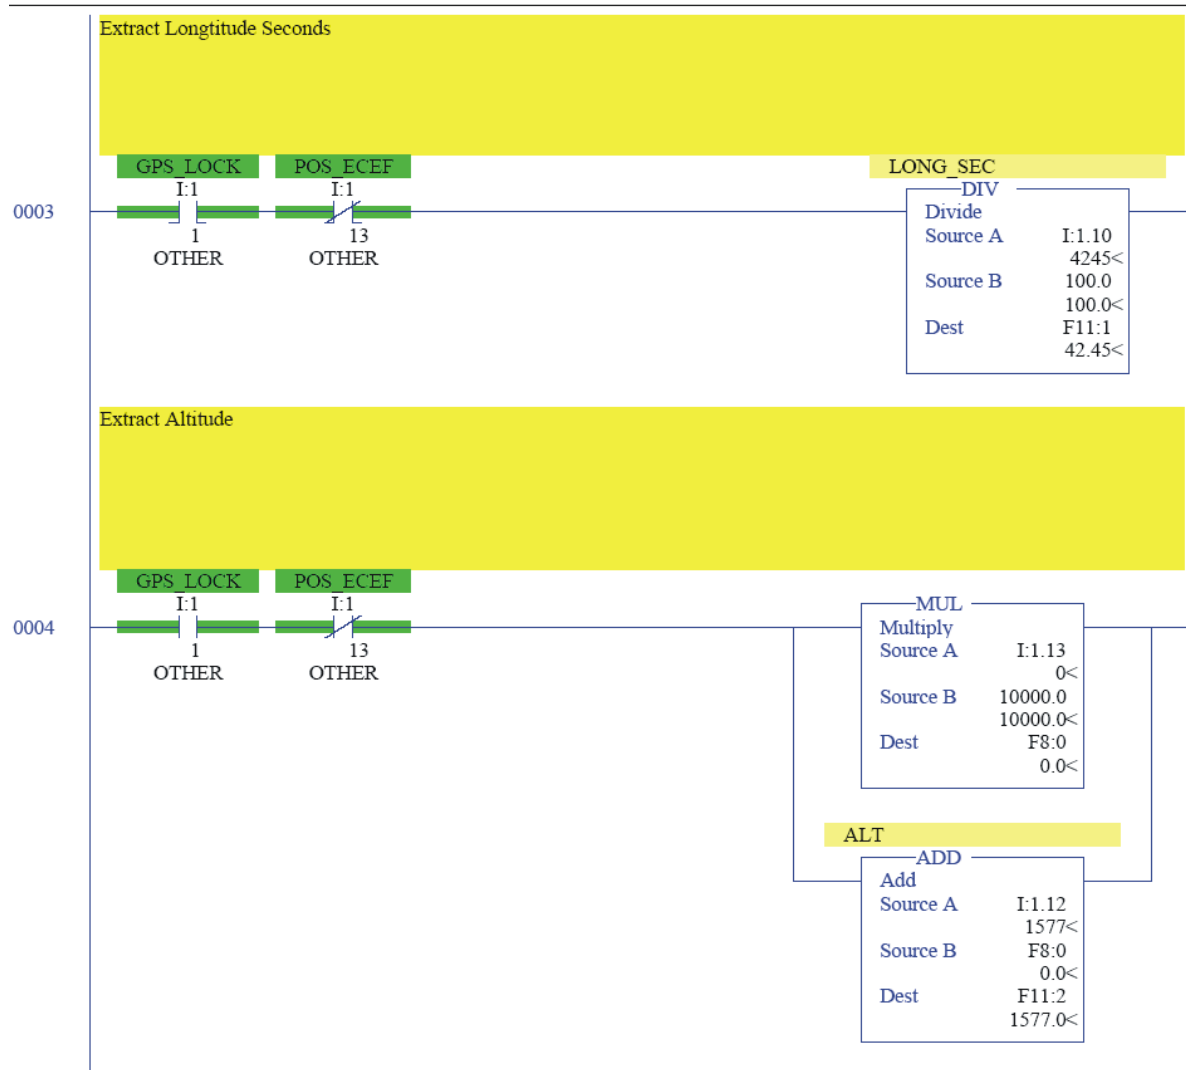 Extract Longtitude Seconds
GPS_LOCK POS_ECEF LONG_SEC
I:1 I:1 DIV
0003 Divide
1 13 Source A I:1.10
OTHER OTHER 4245<
Source B 100.0
100.0<
Dest F11:1
42.45<
Extract Altitude
GPS_LOCK POS_ECEF
I:1 I:1 MUL
0004 Multiply
1 13 Source A I:1.13
OTHER OTHER 0<
Source B 10000.0
10000.0<
Dest F8:0
0.0<
ALT
ADD
Add
Source A I:1.12
1577<
Source B F8:0
0.0<
Dest F11:2
1577.0<